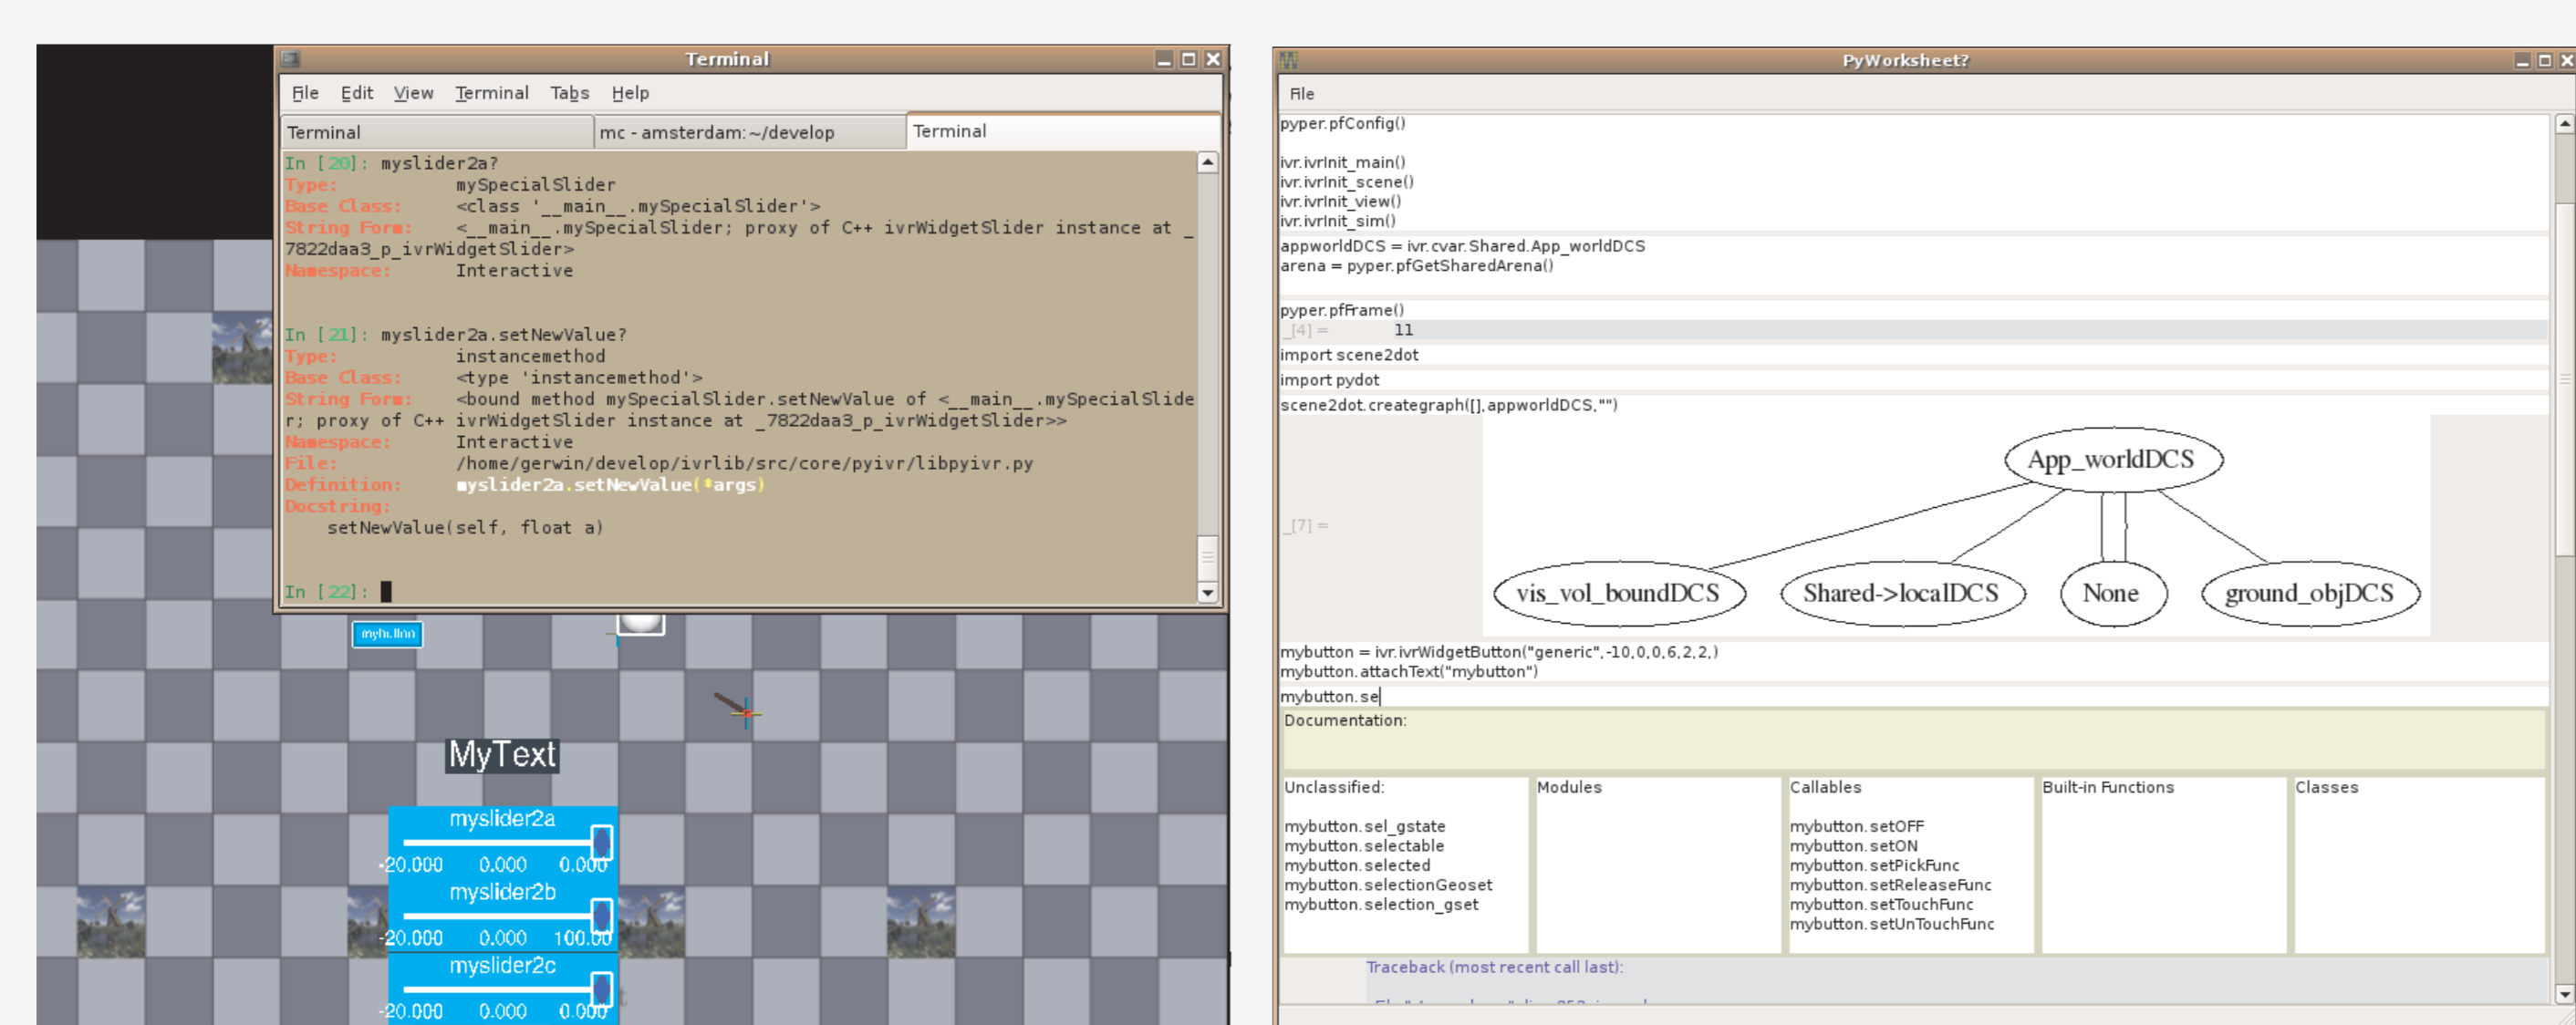 Terminal
File Edit View Terminal Tabs Help
Terminal mc - amsterdam:~/develop Terminal
In [20]: myslider2a?
Type: mySpecialSlider
Base Class: <class '__main__.mySpecialSlider'>
String Form: <__main__.mySpecialSlider; proxy of C++ ivrWidgetSlider instance at _
7822daa3_p_ivrWidgetSlider>
Namespace: Interactive
In [21]: myslider2a.setNewValue?
Type: instancemethod
Base Class: <type 'instancemethod'>
String Form: <bound method mySpecialSlider.setNewValue of <__main__.mySpecialSlide
r; proxy of C++ ivrWidgetSlider instance at _7822daa3_p_ivrWidgetSlider>>
Namespace: Interactive
File: /home/gerwin/develop/ivrlib/src/core/pyivr/libpyivr.py
Definition: myslider2a.setNewValue(*args)
Docstring:
setNewValue(self, float a)
In [22]:
mybutton
MyText
myslider2a
-20.000 0.000 0.000
myslider2b
-20.000 0.000 100.00
myslider2c
-20.000 0.000 0.000
PyWorksheet?
File
pyper.pfConfig()
ivr.ivrInit_main()
ivr.ivrInit_scene()
ivr.ivrInit_view()
ivr.ivrInit_sim()
appworldDCS = ivr.cvar.Shared.App_worldDCS
arena = pyper.pfGetSharedArena()
pyper.pfFrame()
_[4] = 11
import scene2dot
import pydot
scene2dot.creategraph([],appworldDCS,"")
App_worldDCS
_[7] =
vis_vol_boundDCS Shared->localDCS None ground_objDCS
mybutton = ivr.ivrWidgetButton("generic",-10,0,0,6,2,2,)
mybutton.attachText("mybutton")
mybutton.se
Documentation:
Unclassified: Modules Callables Built-in Functions Classes
mybutton.sel_gstate mybutton.setOFF
mybutton.selectable mybutton.setON
mybutton.selected mybutton.setPickFunc
mybutton.selectionGeoset mybutton.setReleaseFunc
mybutton.selection_gset mybutton.setTouchFunc
mybutton.setUnTouchFunc
Traceback (most recent call last):